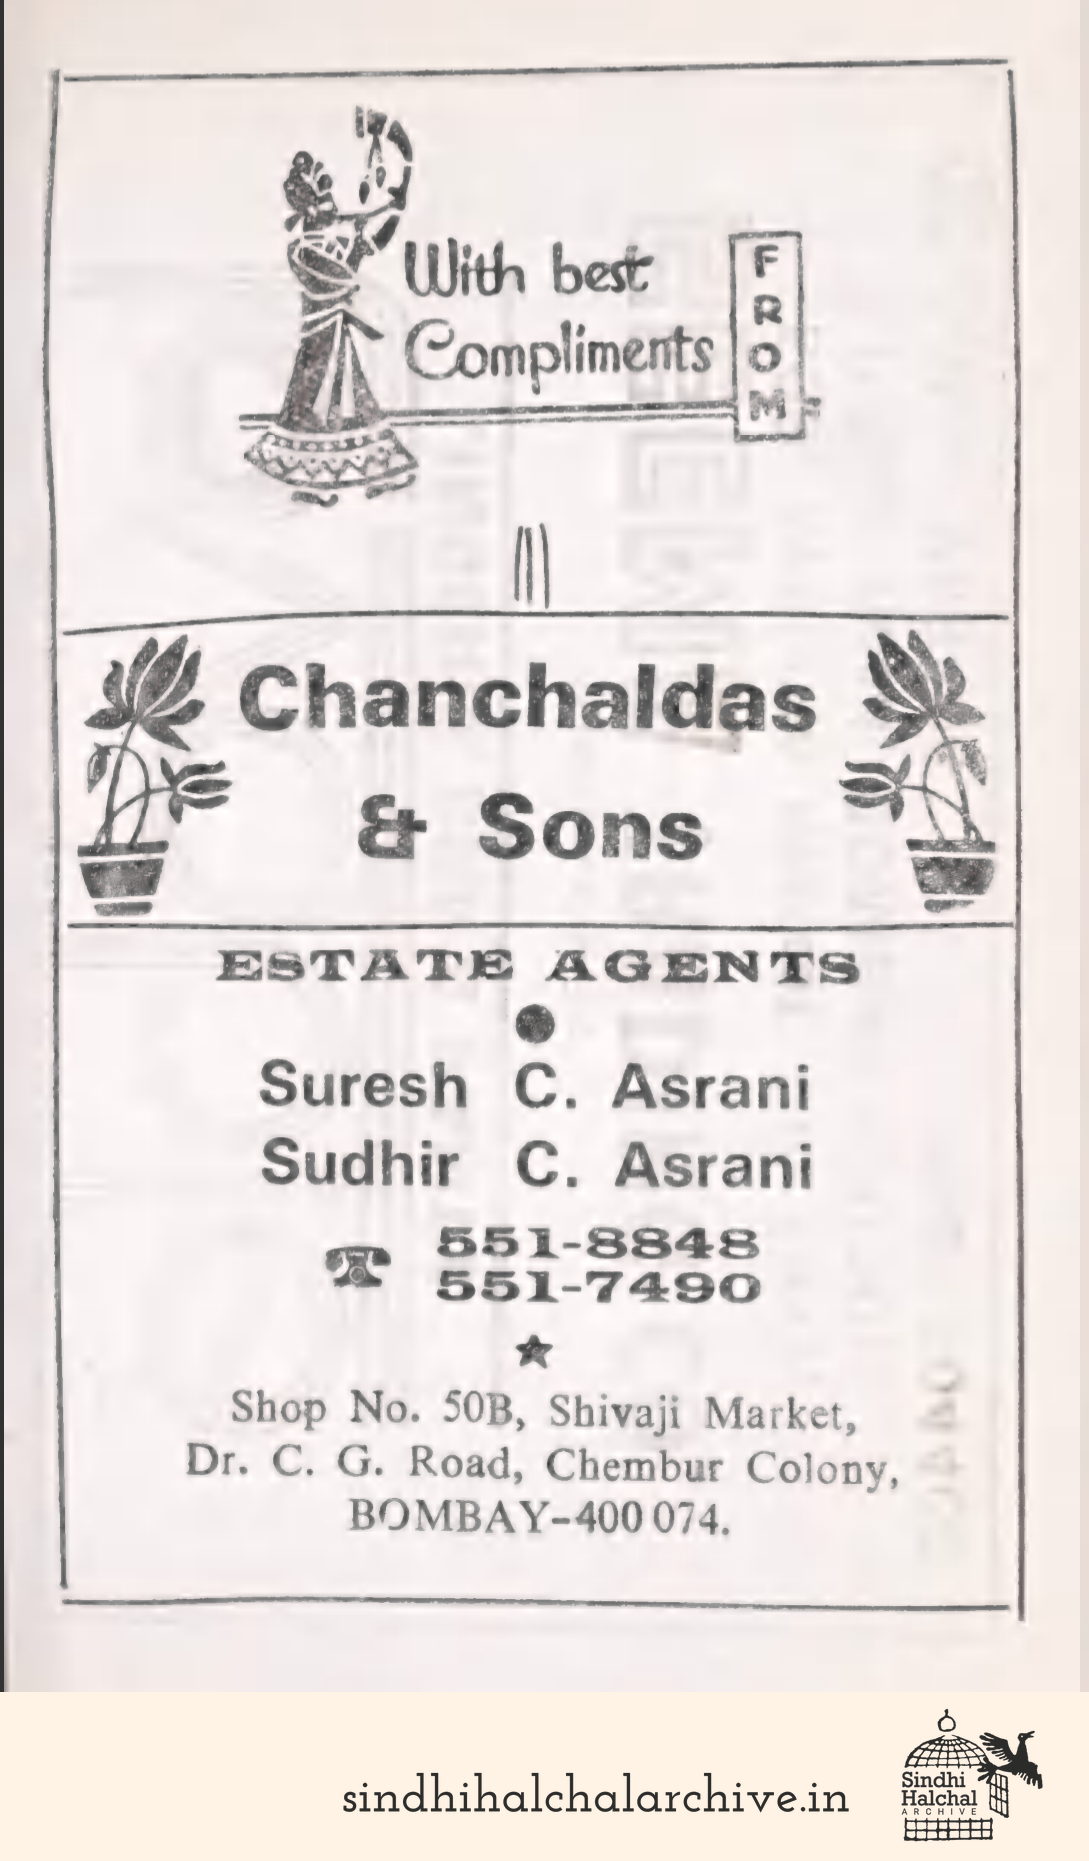 With best
Compliments
FROM
Chanchaldas
& Sons
ESTATE AGENTS
Suresh C. Asrani
Sudhir C. Asrani
551-8848
551-7490
Shop No. 50B, Shivaji Market,
Dr. C. G. Road, Chembur Colony,
BOMBAY-400 074.
sindhihalchalarchive.in
Sindhi
Halchal
ARCHIVE